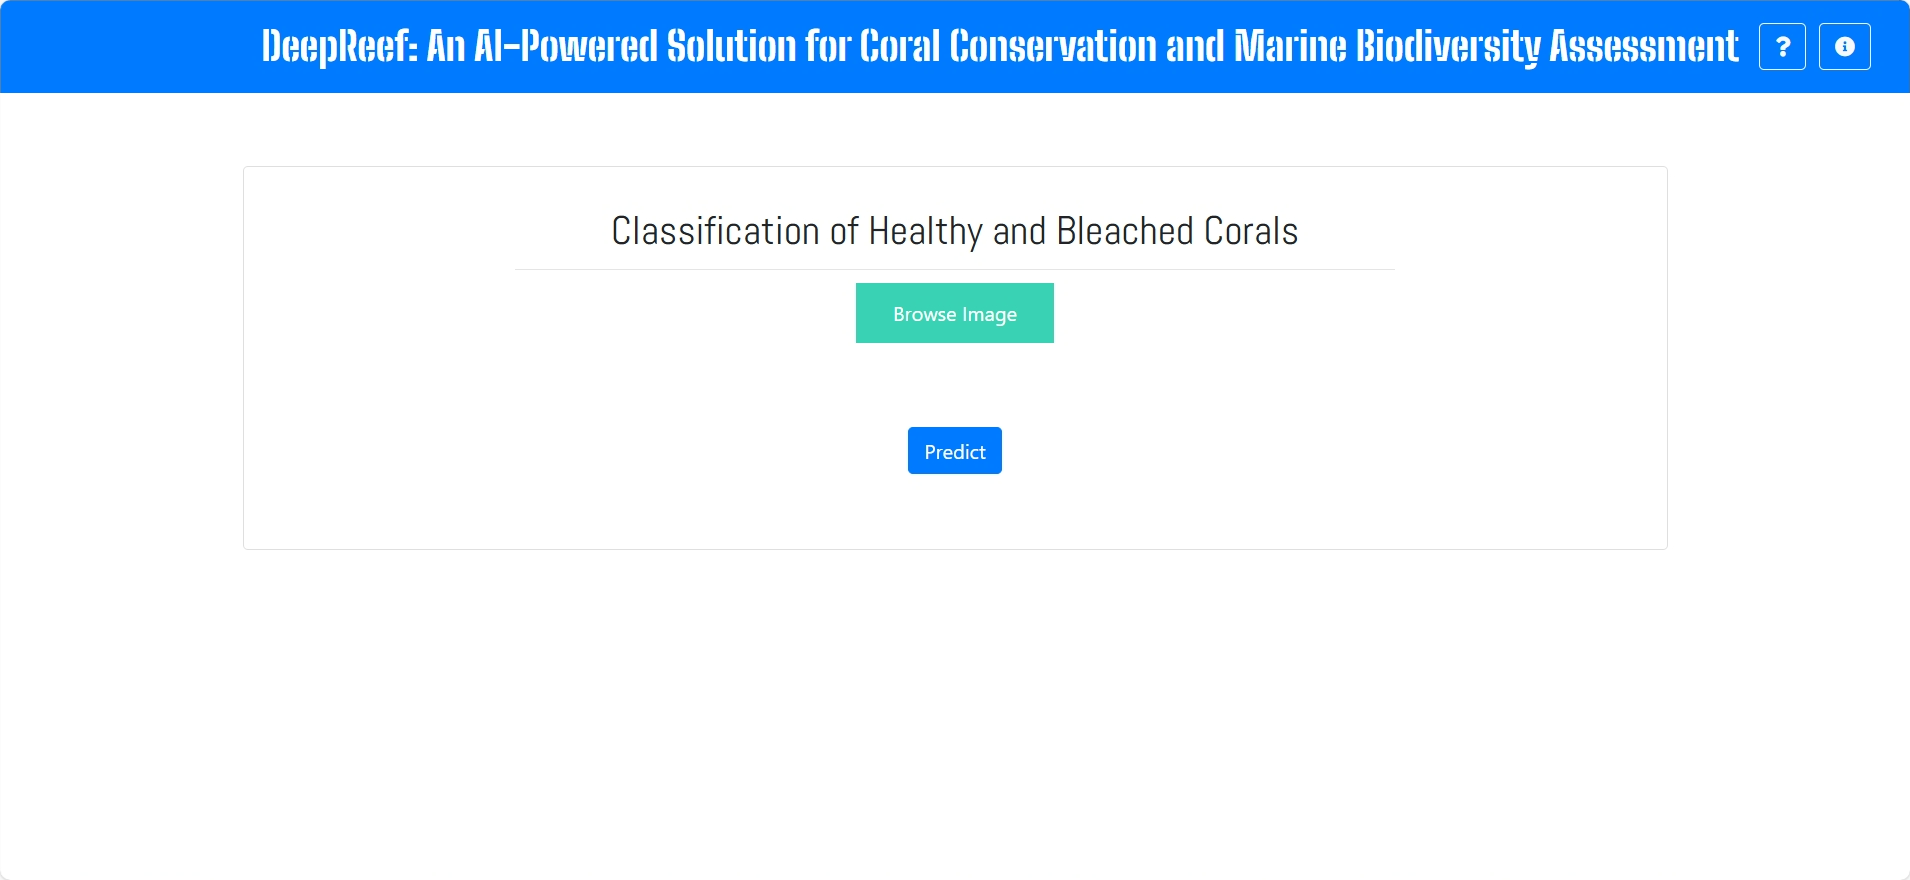 DeepReef: An AI-Powered Solution for Coral Conservation and Marine Biodiversity Assessment
Classification of Healthy and Bleached Corals
Browse Image
Predict